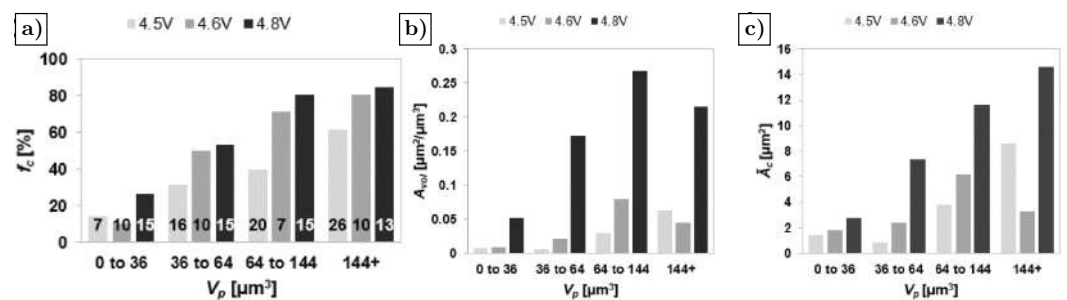 a)
4.5V 4.6V 4.8V
f_c [%]
100
80
60
40
20
0
7 10 15 16 10 15 20 7 15 26 10 13
0 to 36 36 to 64 64 to 144 144+
V_p [µm³]
b)
4.5V 4.6V 4.8V
A_vol [µm²/µm³]
0.3
0.25
0.2
0.15
0.1
0.05
0
0 to 36 36 to 64 64 to 144 144+
V_p [µm³]
c)
4.5V 4.6V 4.8V
Ā_c [µm²]
16
14
12
10
8
6
4
2
0
0 to 36 36 to 64 64 to 144 144+
V_p [µm³]